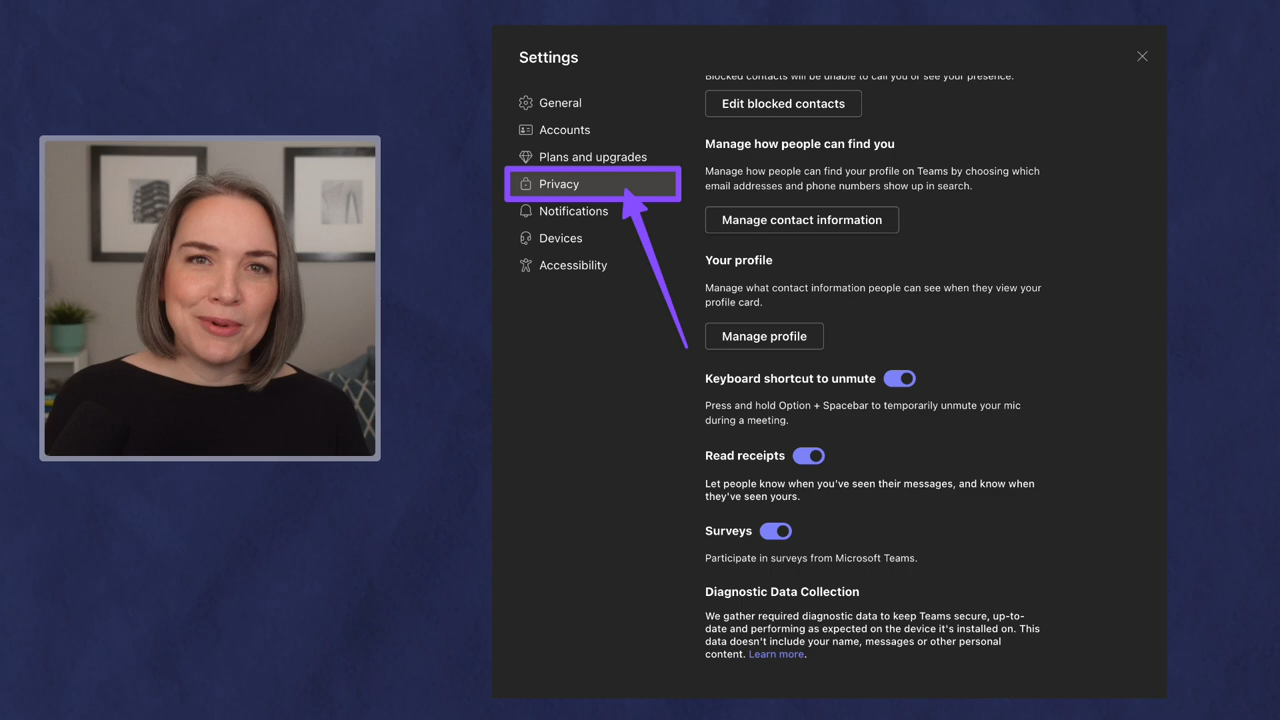 Settings
General
Accounts
Plans and upgrades
Privacy
Notifications
Devices
Accessibility
Blocked contacts will be unable to call you or see your presence.
Edit blocked contacts
Manage how people can find you
Manage how people can find your profile on Teams by choosing which
email addresses and phone numbers show up in search.
Manage contact information
Your profile
Manage what contact information people can see when they view your
profile card.
Manage profile
Keyboard shortcut to unmute
Press and hold Option + Spacebar to temporarily unmute your mic
during a meeting.
Read receipts
Let people know when you've seen their messages, and know when
they've seen yours.
Surveys
Participate in surveys from Microsoft Teams.
Diagnostic Data Collection
We gather required diagnostic data to keep Teams secure, up-to-
date and performing as expected on the device it's installed on. This
data doesn't include your name, messages or other personal
content. Learn more.